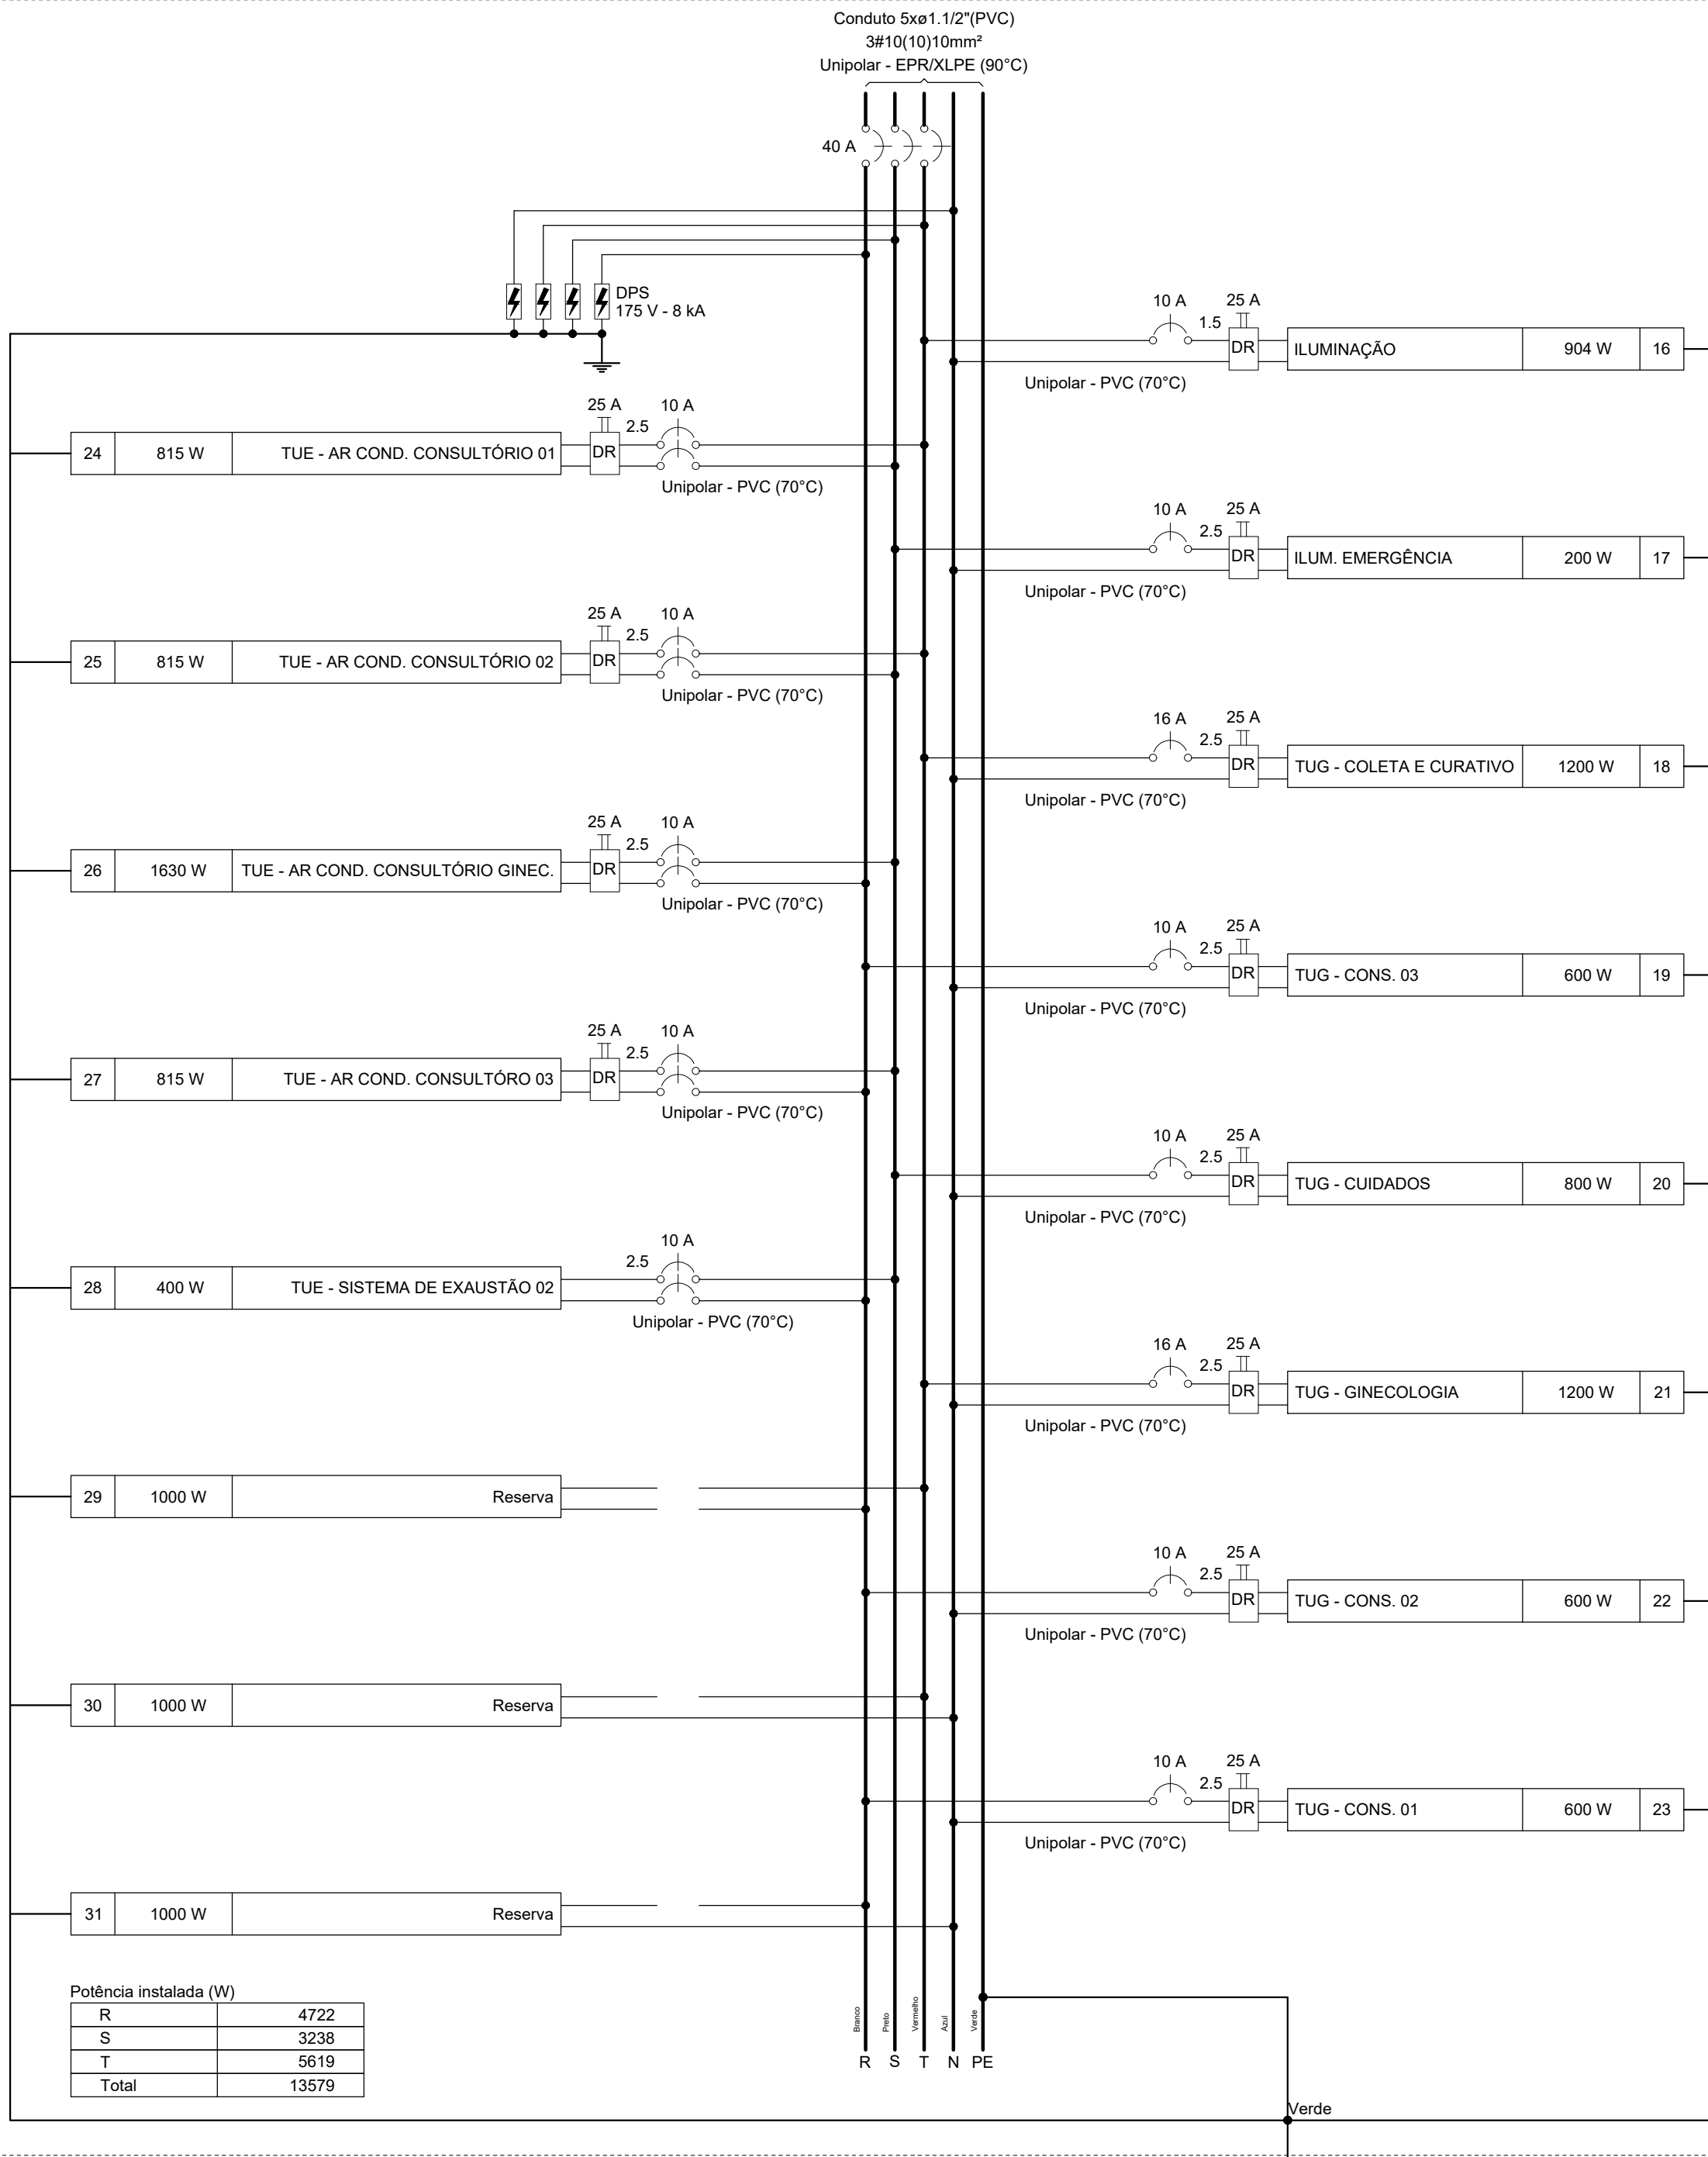 Conduto 5xø1.1/2"(PVC)
3#10(10)10mm²
Unipolar - EPR/XLPE (90°C)
40 A
DPS
175 V - 8 kA
10 A
25 A
1.5
DR
ILUMINAÇÃO
904 W
16
Unipolar - PVC (70°C)
25 A
10 A
2.5
24
815 W
TUE - AR COND. CONSULTÓRIO 01
DR
Unipolar - PVC (70°C)
10 A
25 A
2.5
DR
ILUM. EMERGÊNCIA
200 W
17
Unipolar - PVC (70°C)
25 A
10 A
2.5
25
815 W
TUE - AR COND. CONSULTÓRIO 02
DR
Unipolar - PVC (70°C)
16 A
25 A
2.5
DR
TUG - COLETA E CURATIVO
1200 W
18
Unipolar - PVC (70°C)
25 A
10 A
2.5
26
1630 W
TUE - AR COND. CONSULTÓRIO GINEC.
DR
Unipolar - PVC (70°C)
10 A
25 A
2.5
DR
TUG - CONS. 03
600 W
19
Unipolar - PVC (70°C)
25 A
10 A
2.5
27
815 W
TUE - AR COND. CONSULTÓRO 03
DR
Unipolar - PVC (70°C)
10 A
25 A
2.5
DR
TUG - CUIDADOS
800 W
20
Unipolar - PVC (70°C)
10 A
2.5
28
400 W
TUE - SISTEMA DE EXAUSTÃO 02
Unipolar - PVC (70°C)
16 A
25 A
2.5
DR
TUG - GINECOLOGIA
1200 W
21
Unipolar - PVC (70°C)
29
1000 W
Reserva
10 A
25 A
2.5
DR
TUG - CONS. 02
600 W
22
Unipolar - PVC (70°C)
30
1000 W
Reserva
10 A
25 A
2.5
DR
TUG - CONS. 01
600 W
23
Unipolar - PVC (70°C)
31
1000 W
Reserva
Potência instalada (W)
R 4722
S 3238
T 5619
Total 13579
Branco
Preto
Vermelho
Azul
Verde
R S T N PE
Verde